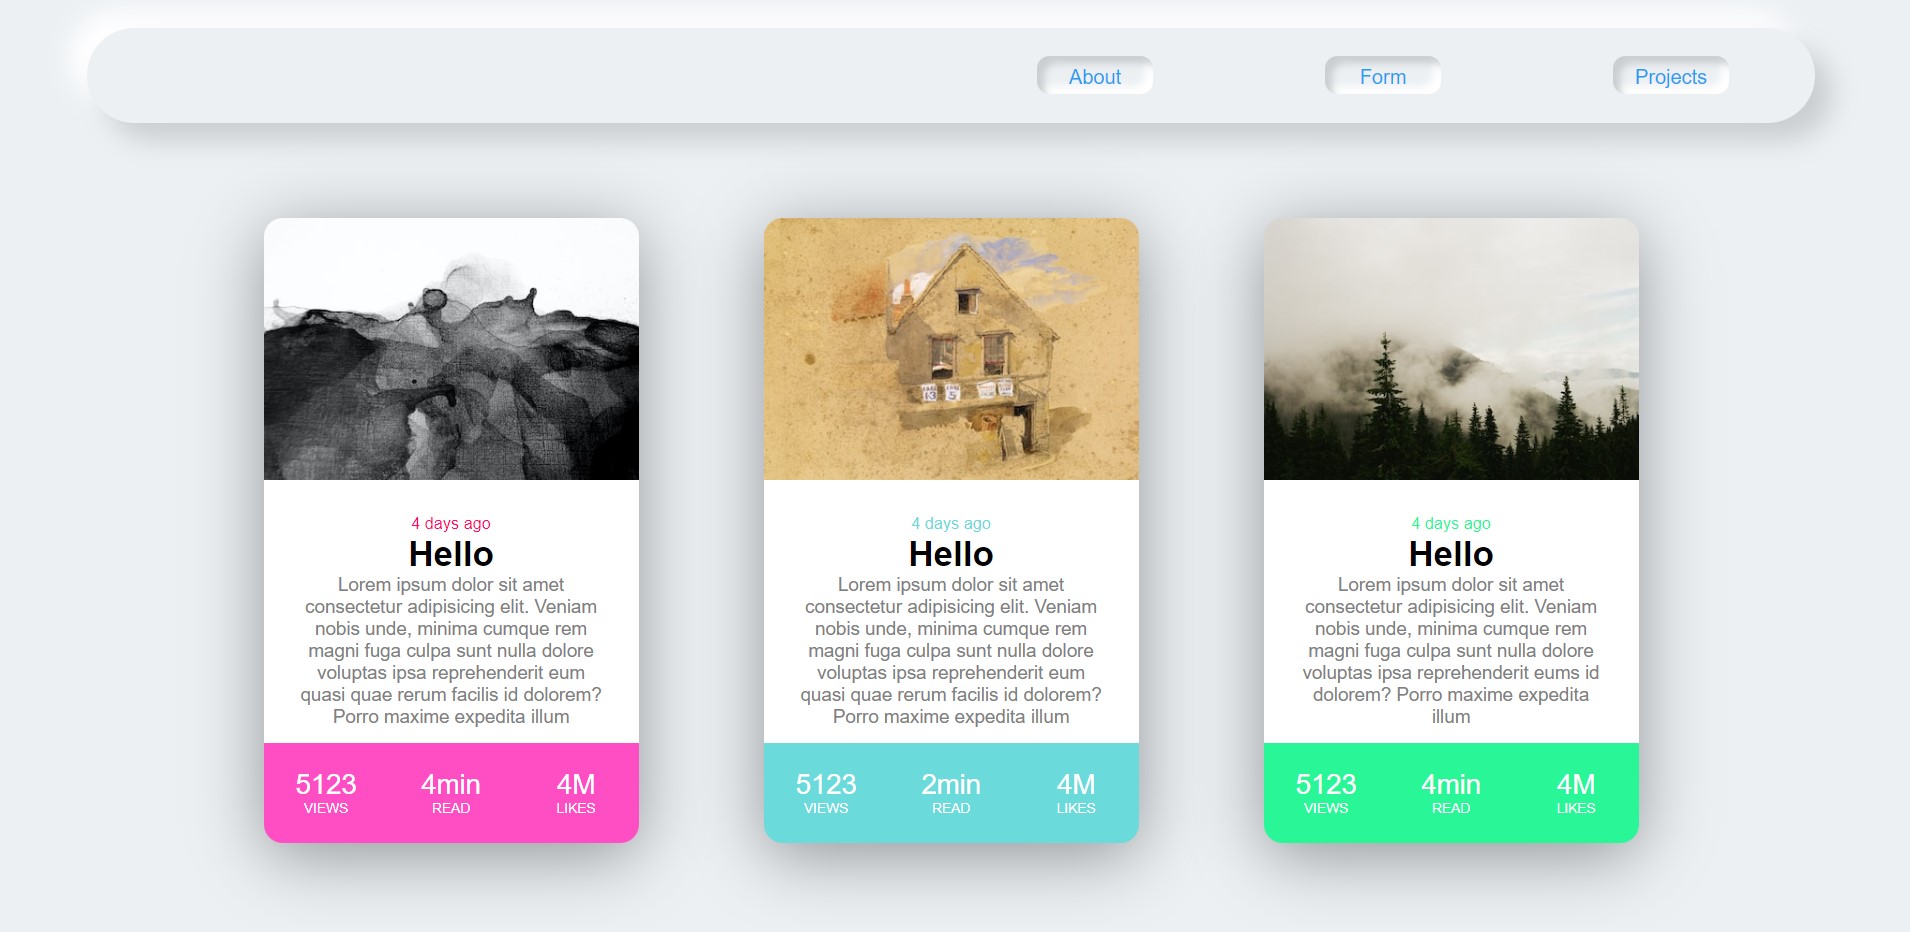 About
Form
Projects
4 days ago
Hello
Lorem ipsum dolor sit amet
consectetur adipisicing elit. Veniam
nobis unde, minima cumque rem
magni fuga culpa sunt nulla dolore
voluptas ipsa reprehenderit eum
quasi quae rerum facilis id dolorem?
Porro maxime expedita illum
5123
VIEWS
4min
READ
4M
LIKES
4 days ago
Hello
Lorem ipsum dolor sit amet
consectetur adipisicing elit. Veniam
nobis unde, minima cumque rem
magni fuga culpa sunt nulla dolore
voluptas ipsa reprehenderit eum
quasi quae rerum facilis id dolorem?
Porro maxime expedita illum
5123
VIEWS
2min
READ
4M
LIKES
4 days ago
Hello
Lorem ipsum dolor sit amet
consectetur adipisicing elit. Veniam
nobis unde, minima cumque rem
magni fuga culpa sunt nulla dolore
voluptas ipsa reprehenderit eums id
dolorem? Porro maxime expedita
illum
5123
VIEWS
4min
READ
4M
LIKES